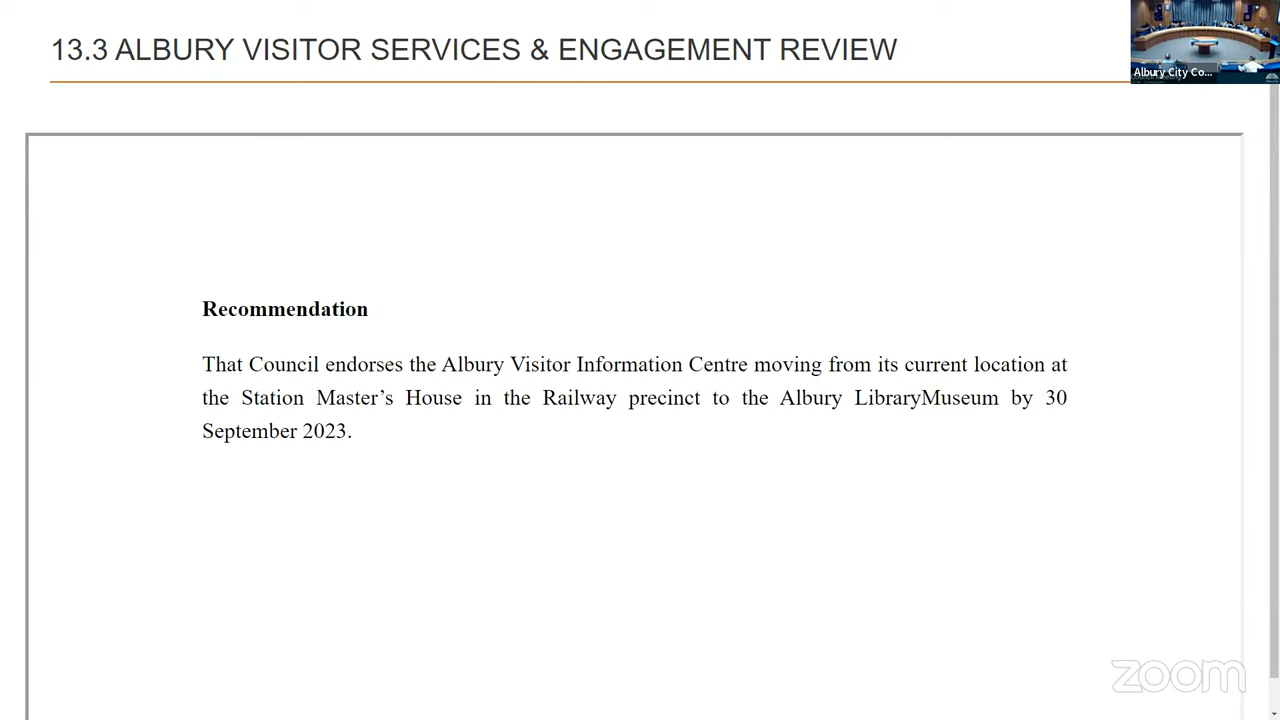 13.3 ALBURY VISITOR SERVICES & ENGAGEMENT REVIEW
Albury City Co...
Recommendation
That Council endorses the Albury Visitor Information Centre moving from its current location at
the Station Master’s House in the Railway precinct to the Albury LibraryMuseum by 30
September 2023.
zoom